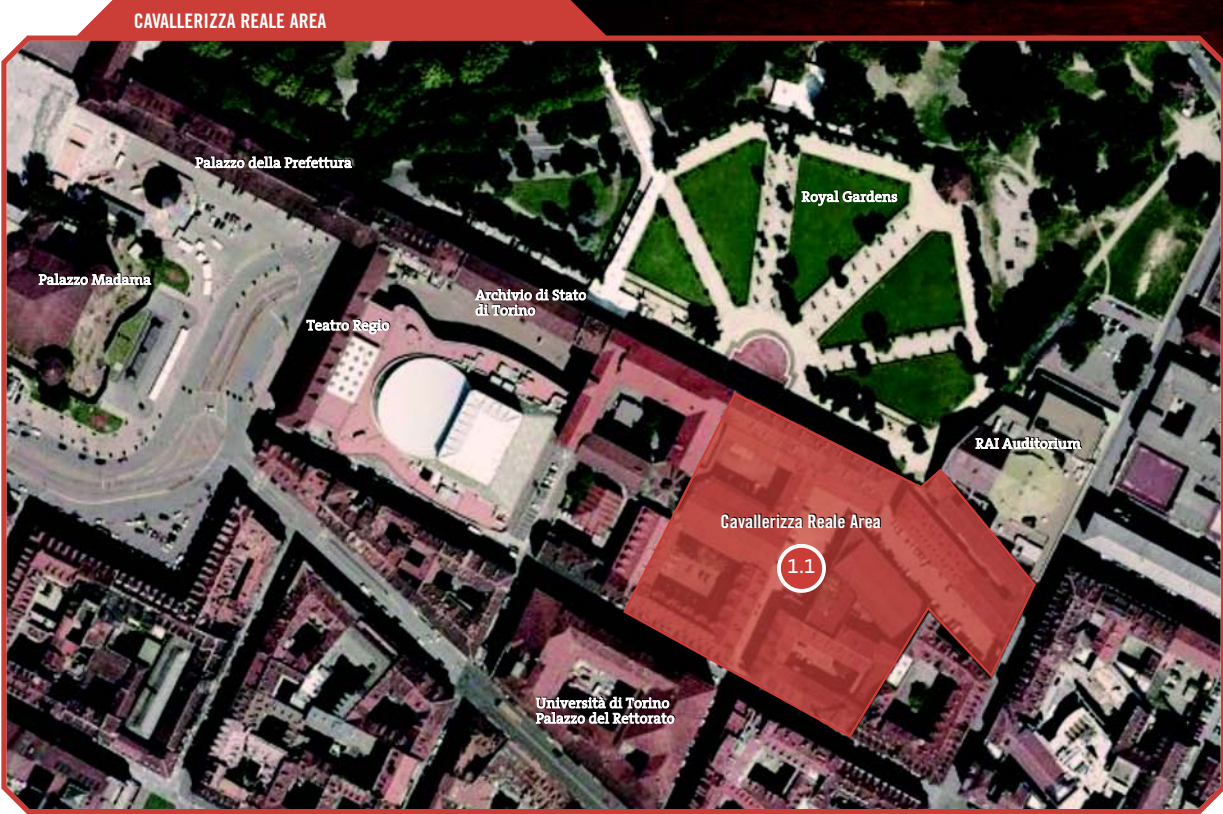 CAVALLERIZZA REALE AREA
Palazzo della Prefettura
Royal Gardens
Palazzo Madama
Archivio di Stato
di Torino
Teatro Regio
RAI Auditorium
Cavallerizza Reale Area
1.1
Università di Torino
Palazzo del Rettorato